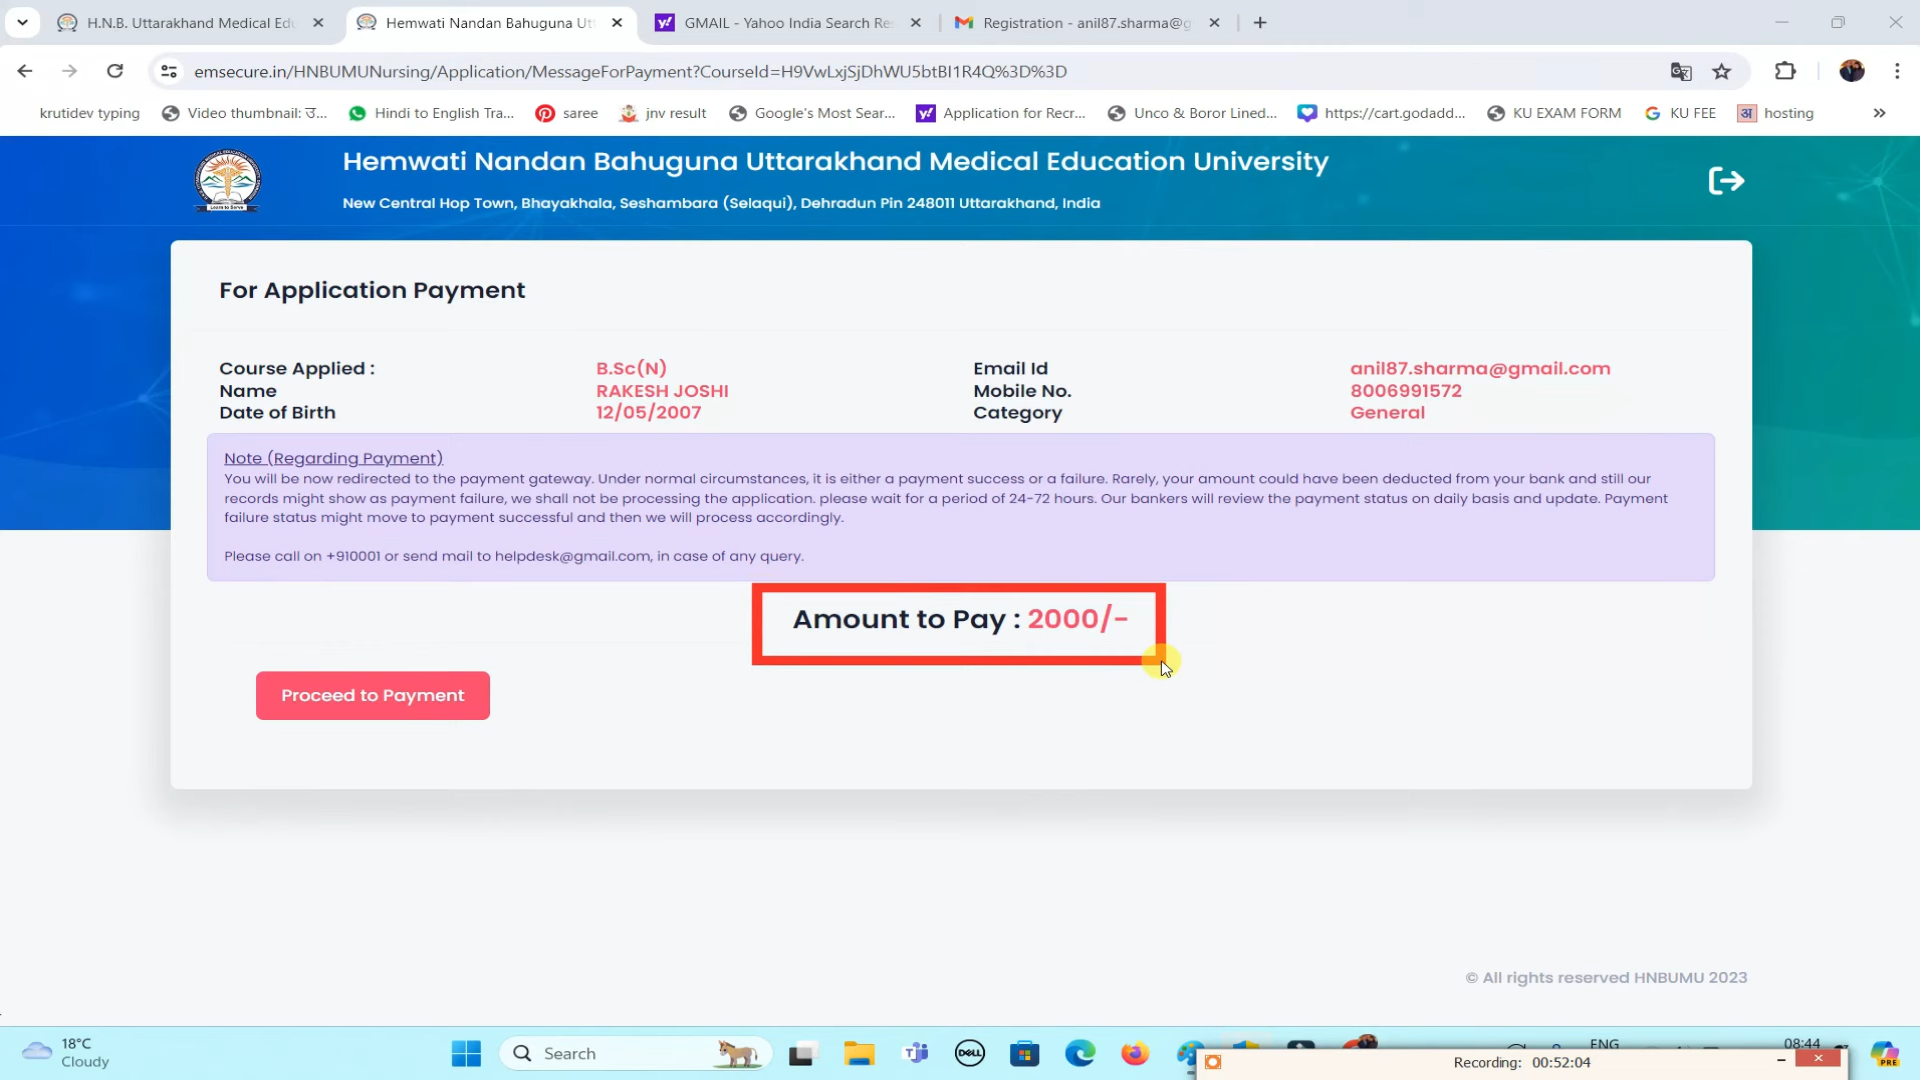 H.N.B. Uttarakhand Medical Edu
Hemwati Nandan Bahuguna Utt
GMAIL - Yahoo India Search Res
Registration - anil87.sharma@g
emsecure.in/HNBUMUNursing/Application/MessageForPayment?CourseId=H9VwLxjSjDhWU5btBI1R4Q%3D%3D
krutidev typing
Video thumbnail: उ...
Hindi to English Tra...
saree
jnv result
Google's Most Sear...
Application for Recr...
Unco & Boror Lined...
https://cart.godadd...
KU EXAM FORM
KU FEE
अ hosting
Hemwati Nandan Bahuguna Uttarakhand Medical Education University
New Central Hop Town, Bhayakhala, Seshambara (Selaqui), Dehradun Pin 248011 Uttarakhand, India
Learn to Serve
For Application Payment
Course Applied : B.Sc(N) Email Id anil87.sharma@gmail.com
Name RAKESH JOSHI Mobile No. 8006991572
Date of Birth 12/05/2007 Category General
Note (Regarding Payment)
You will be now redirected to the payment gateway. Under normal circumstances, it is either a payment success or a failure. Rarely, your amount could have been deducted from your bank and still our
records might show as payment failure, we shall not be processing the application. please wait for a period of 24-72 hours. Our bankers will review the payment status on daily basis and update. Payment
failure status might move to payment successful and then we will process accordingly.
Please call on +910001 or send mail to helpdesk@gmail.com, in case of any query.
Amount to Pay : 2000/-
Proceed to Payment
© All rights reserved HNBUMU 2023
18°C
Cloudy
Search
DELL
ENG
08:44
PRE
Recording: 00:52:04